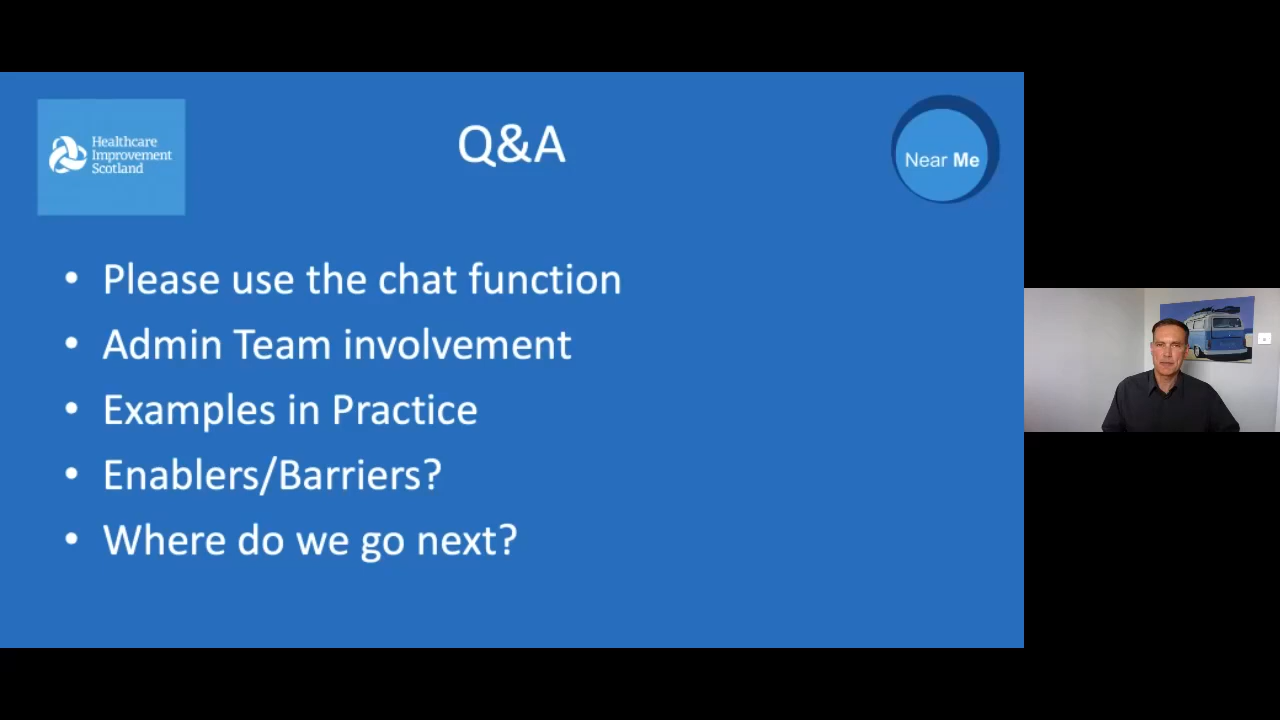 Healthcare
Improvement
Scotland
Q&A
Near Me
• Please use the chat function
• Admin Team involvement
• Examples in Practice
• Enablers/Barriers?
• Where do we go next?